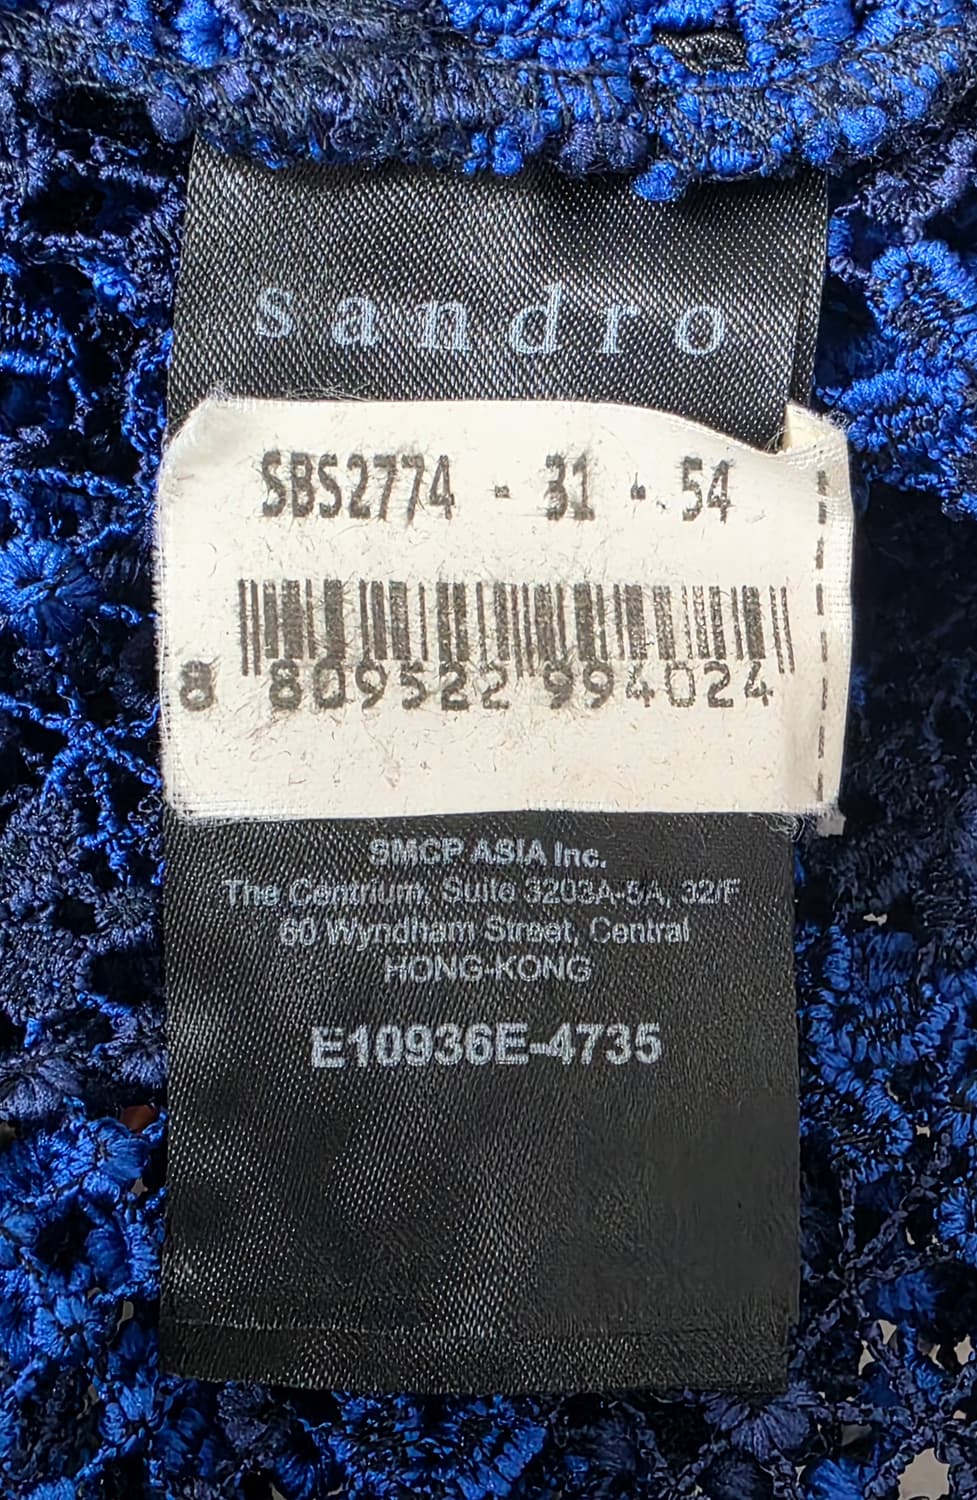 sandro
SBS2774 - 31 - 54
8 809522 994024
SMCP ASIA Inc.
The Centrium, Suite 3203A-5A, 32/F
60 Wyndham Street, Central
HONG-KONG
E10936E-4735